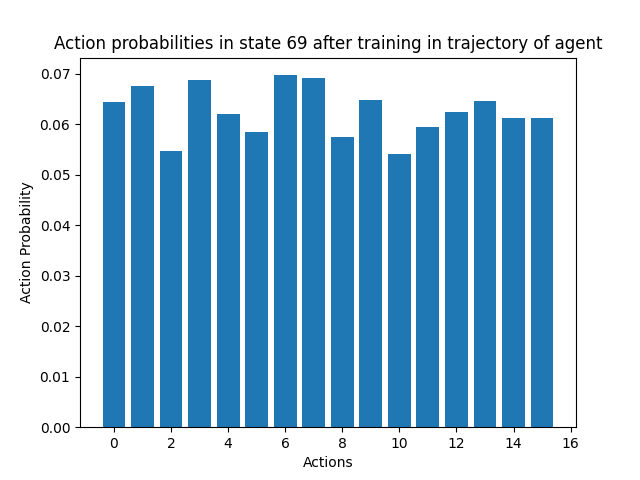 Action probabilities in state 69 after training in trajectory of agent
0.07
0.06
0.05
0.04
0.03
0.02
0.01
0.00
Action Probability
0 2 4 6 8 10 12 14 16
Actions